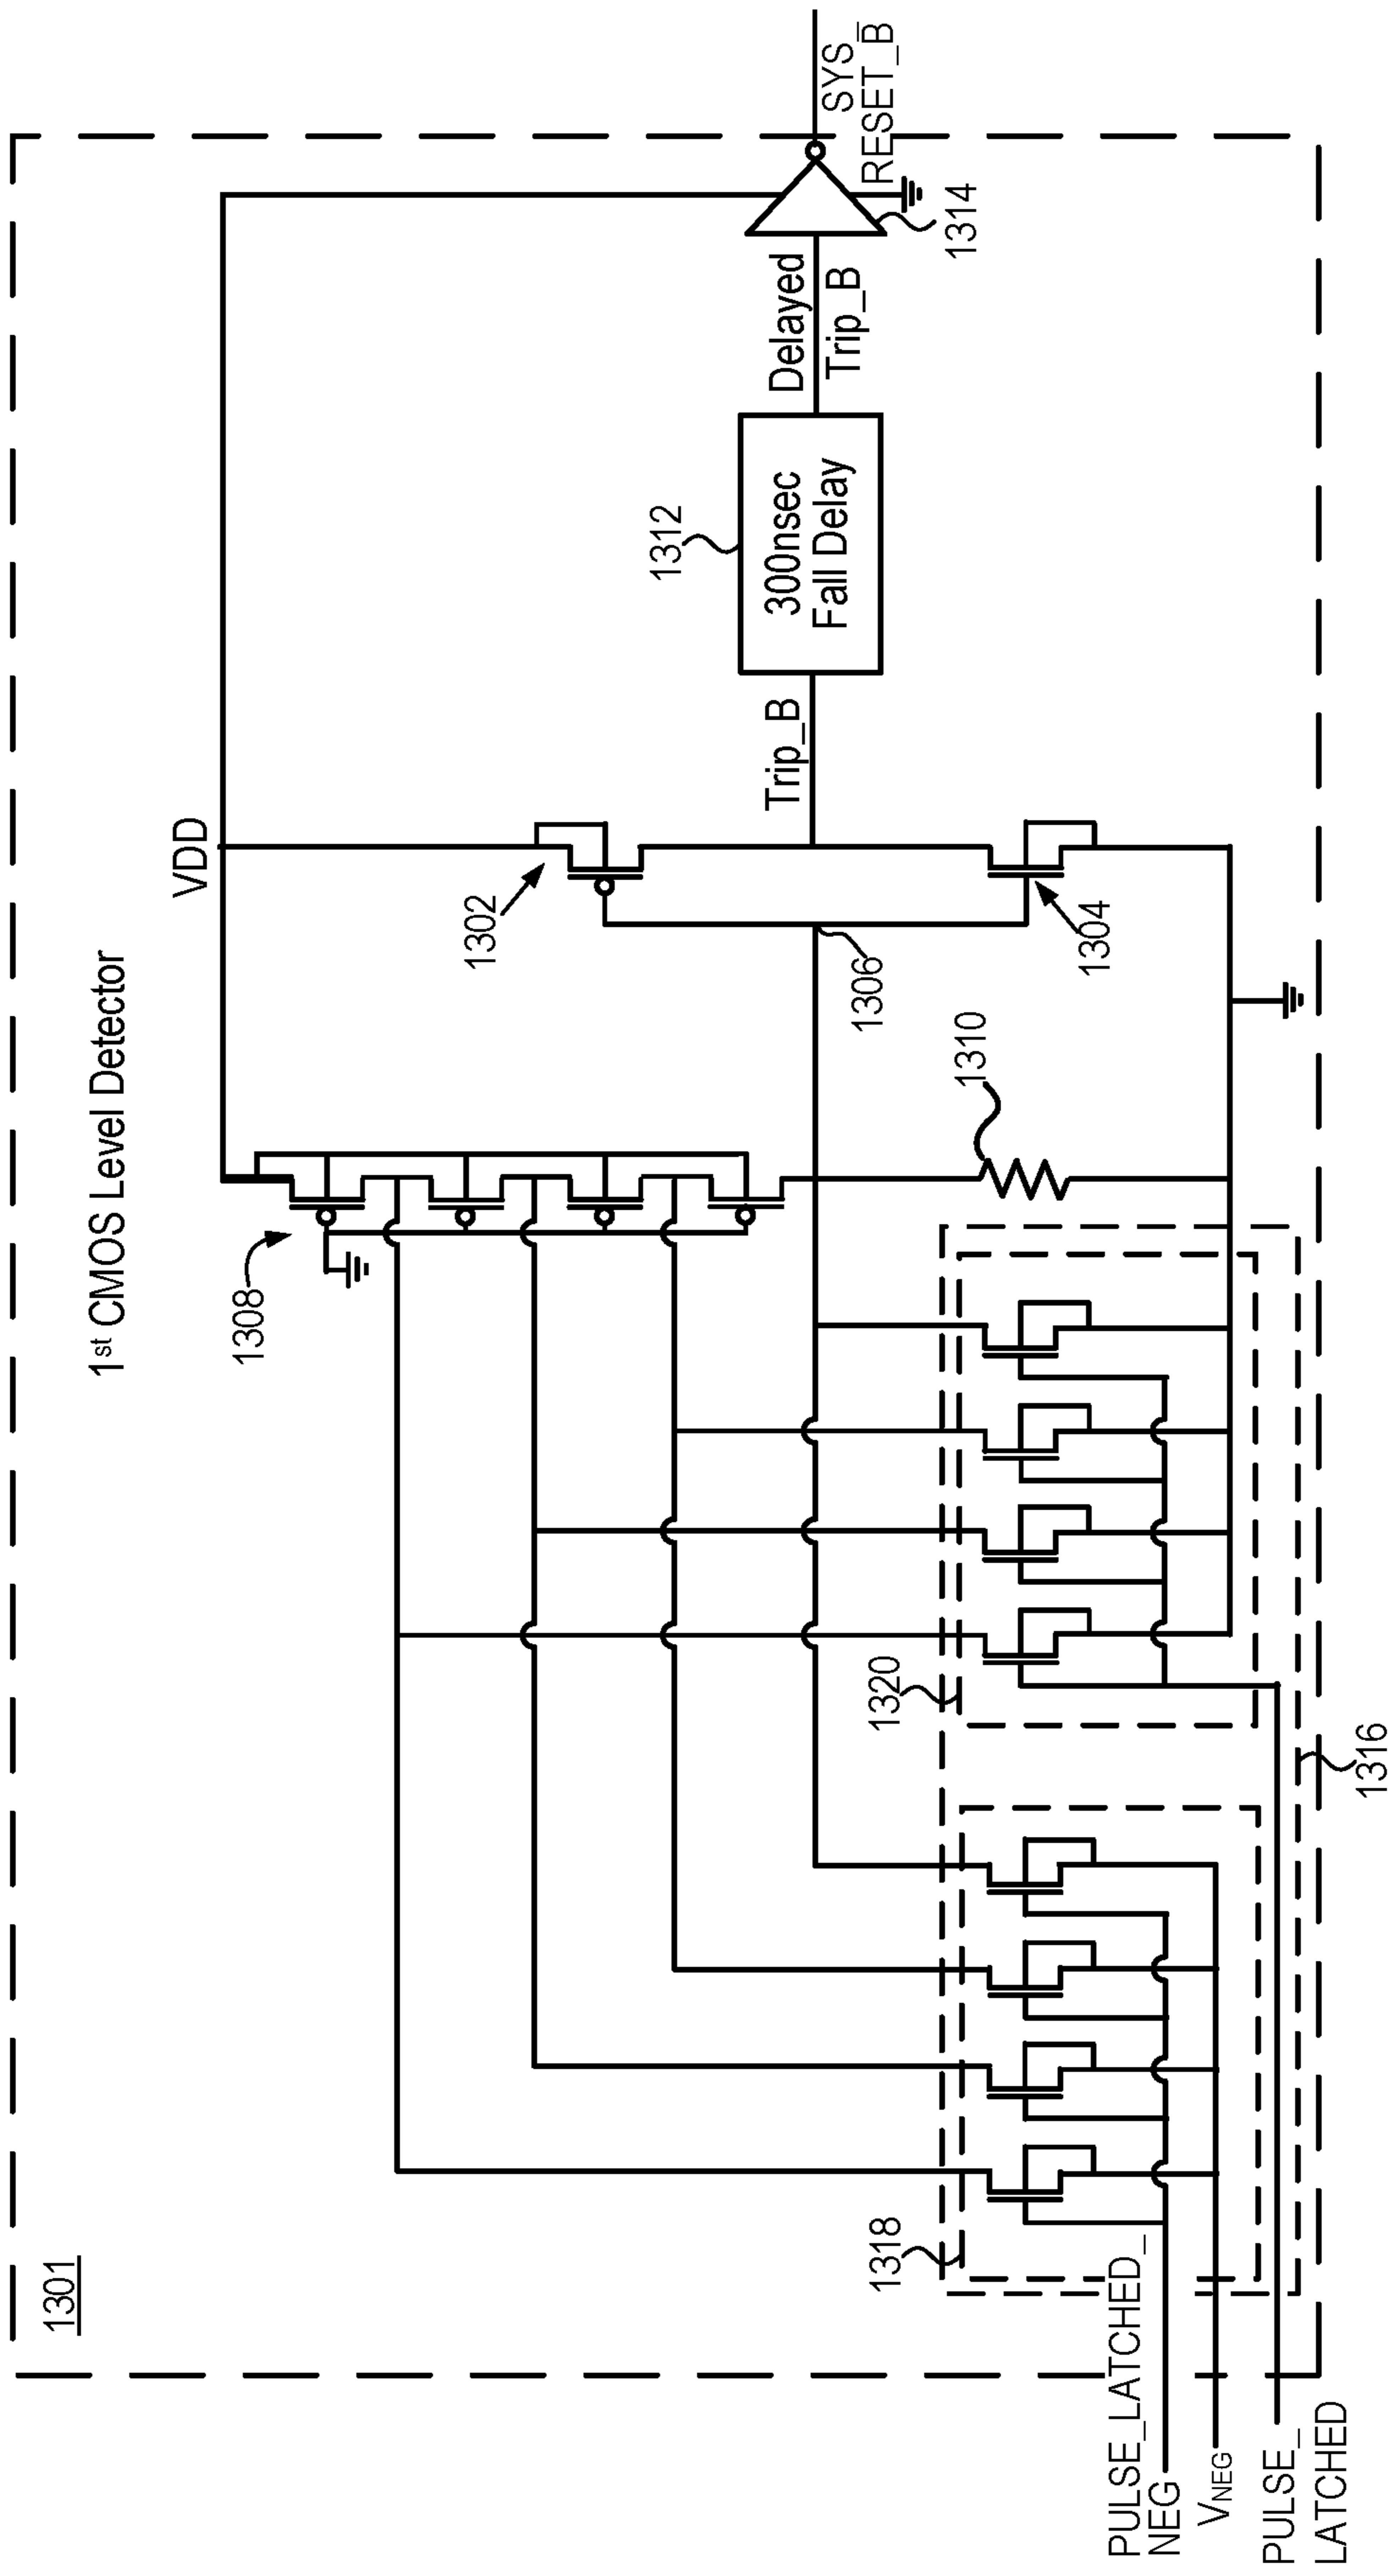 1301
1st CMOS Level Detector
VDD
1308
1302
1304
1306
1310
Trip_B
1312
300nsec
Fall Delay
Delayed
Trip_B
1314
SYS_
RESET_B
1320
1318
1316
PULSE_LATCHED_
NEG
VNEG
PULSE_
LATCHED